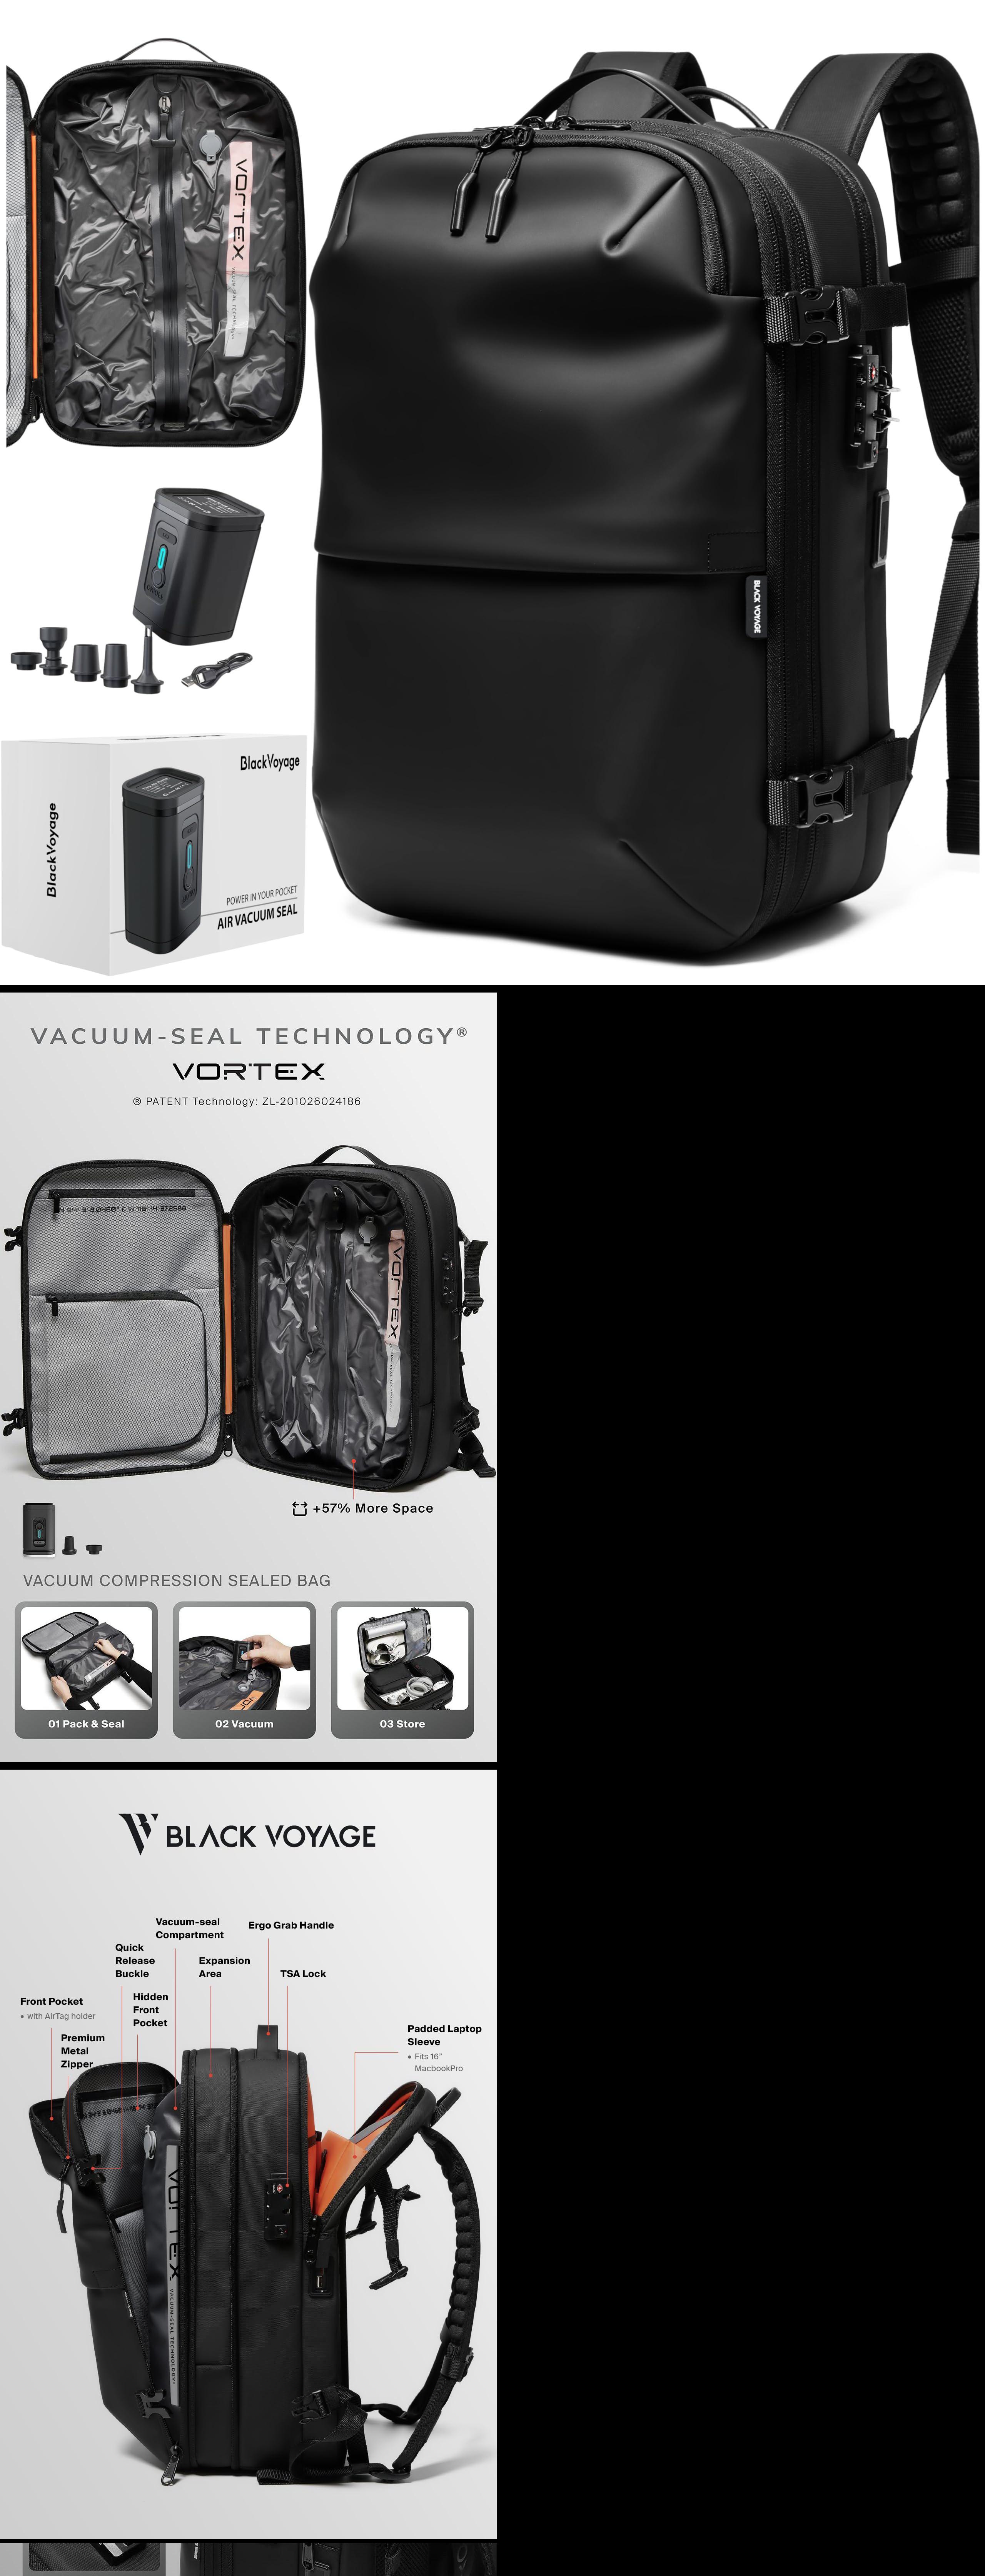 VORTEX
BLACK VOYAGE
BlackVoyage
BlackVoyage
POWER IN YOUR POCKET
AIR VACUUM SEAL
VACUUM-SEAL TECHNOLOGY®
VORTEX
® PATENT Technology: ZL-201026024186
VORTEX
+57% More Space
VACUUM COMPRESSION SEALED BAG
01 Pack & Seal
02 Vacuum
03 Store
BLACK VOYAGE
Vacuum-seal
Compartment
Ergo Grab Handle
Quick
Release
Buckle
Expansion
Area
TSA Lock
Front Pocket
• with AirTag holder
Hidden
Front
Pocket
Premium
Metal
Zipper
Padded Laptop
Sleeve
• Fits 16"
MacbookPro
VORTEX
VACUUM-SEAL TECHNOLOGY